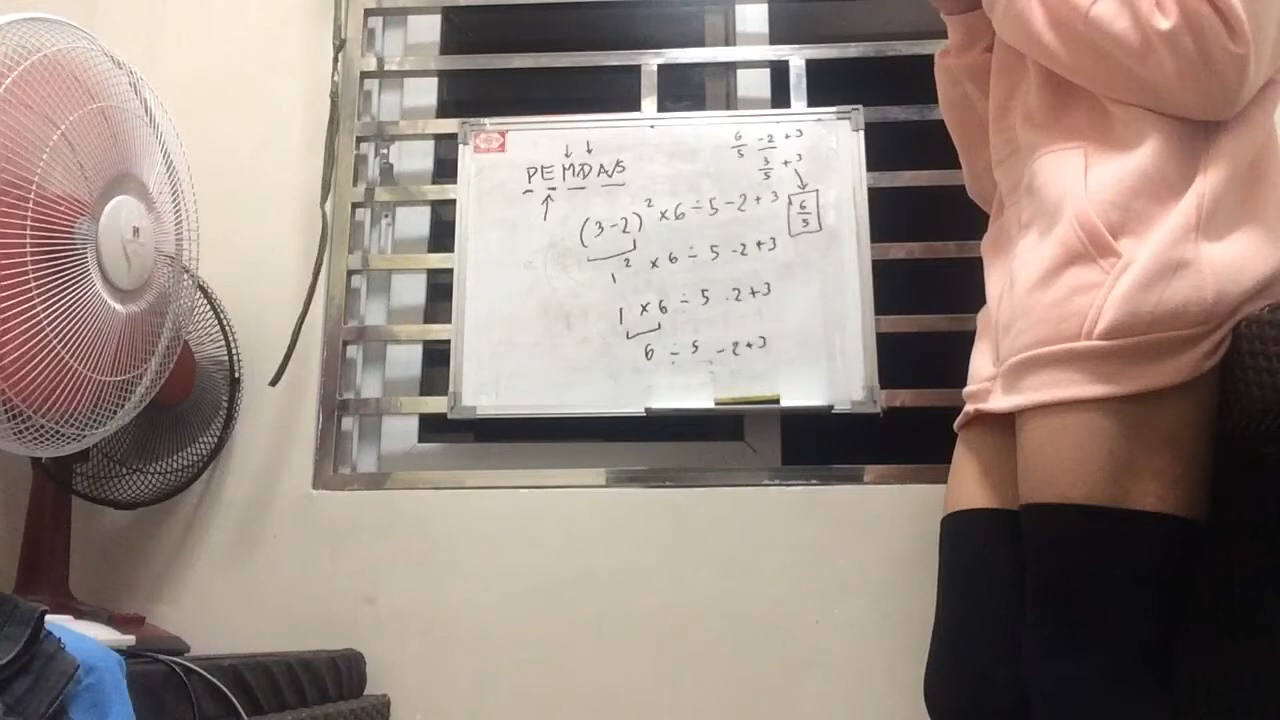 PEMDAS
(3-2)² × 6 ÷ 5 - 2 + 3
1² × 6 ÷ 5 - 2 + 3
1 × 6 ÷ 5 - 2 + 3
6 ÷ 5 - 2 + 3
6/5 - 2 + 3
3/5 + 3
6/5